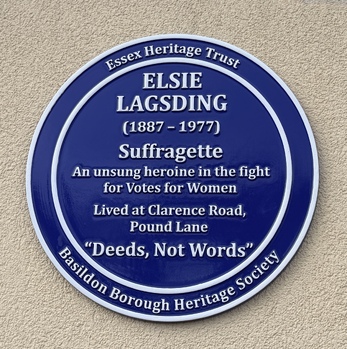 Essex Heritage Trust
ELSIE
LAGSDING
(1887 – 1977)
Suffragette
An unsung heroine in the fight
for Votes for Women
Lived at Clarence Road,
Pound Lane
“Deeds, Not Words”
Basildon Borough Heritage Society